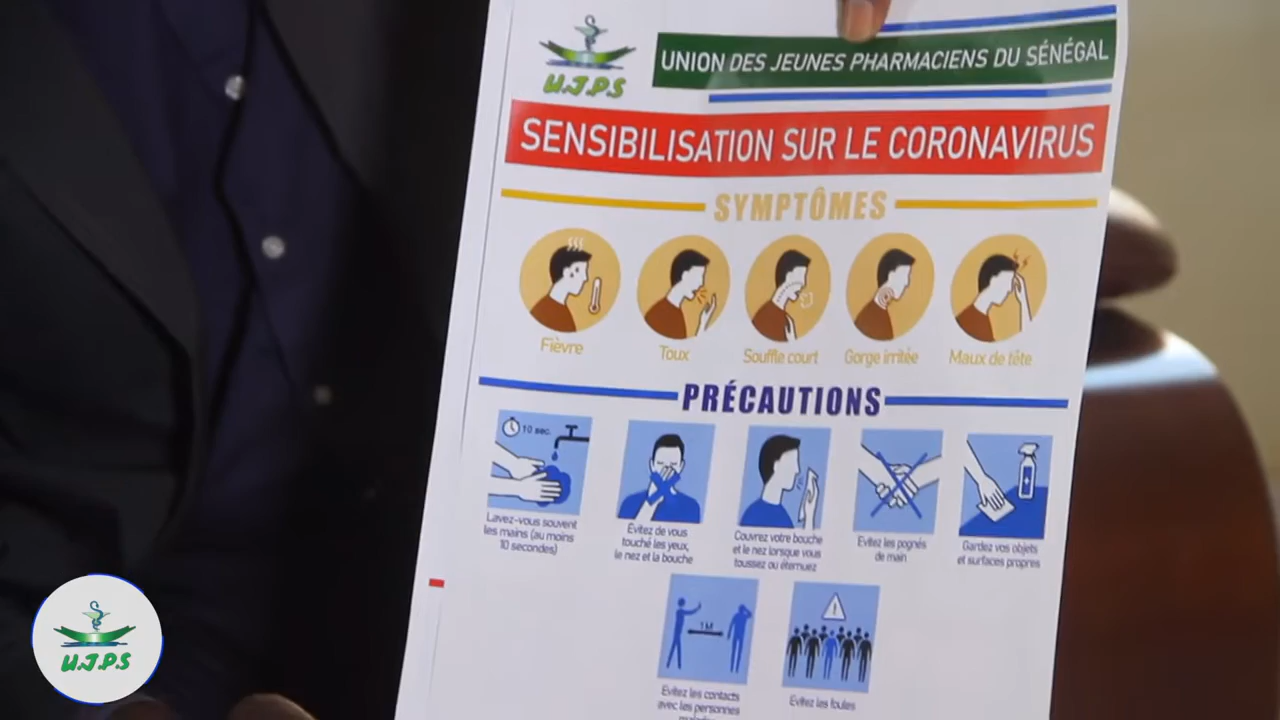 UNION DES JEUNES PHARMACIENS DU SÉNÉGAL
U.J.P.S
SENSIBILISATION SUR LE CORONAVIRUS
SYMPTÔMES
Fièvre
Toux
Souffle court
Gorge irritée
Maux de tête
PRÉCAUTIONS
10 sec.
Lavez-vous souvent
les mains (au moins
10 secondes)
Évitez de vous
touché les yeux,
le nez et la bouche
Couvrez votre bouche
et le nez lorsque vous
toussez ou éternuez
Evitez les pognés
de main
Gardez vos objets
et surfaces propres
1M
!
Evitez les contacts
avec les personnes
Evitez les foules
U.J.P.S